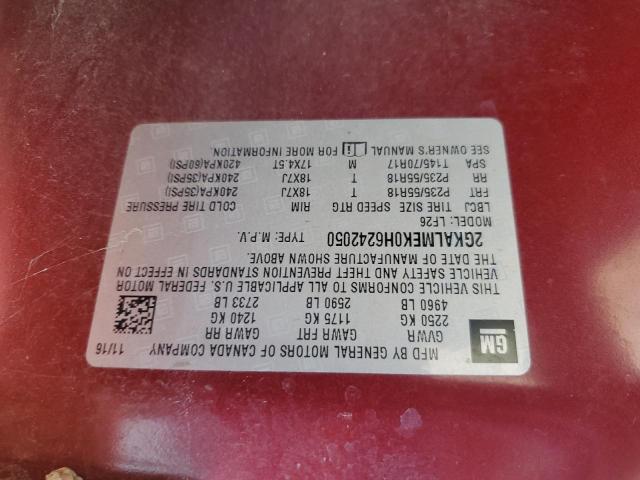 MFD BY GENERAL MOTORS OF CANADA COMPANY 11/16
GM
GVWR GAWR FRT GAWR RR
2250 KG 1175 KG 1240 KG
4960 LB 2590 LB 2733 LB
THIS VEHICLE CONFORMS TO ALL APPLICABLE U.S. FEDERAL MOTOR
VEHICLE SAFETY AND THEFT PREVENTION STANDARDS IN EFFECT ON
THE DATE OF MANUFACTURE SHOWN ABOVE.
2GKALMEK0H6242050 TYPE: M.P.V.
MODEL: LF26
LBCJ TIRE SIZE SPEED RTG RIM COLD TIRE PRESSURE
FRT P235/55R18 T 18X7J 240KPA(35PSI)
RR P235/55R18 T 18X7J 240KPA(35PSI)
SPA T145/70R17 M 17X4.5T 420KPA(60PSI)
SEE OWNER'S MANUAL FOR MORE INFORMATION.